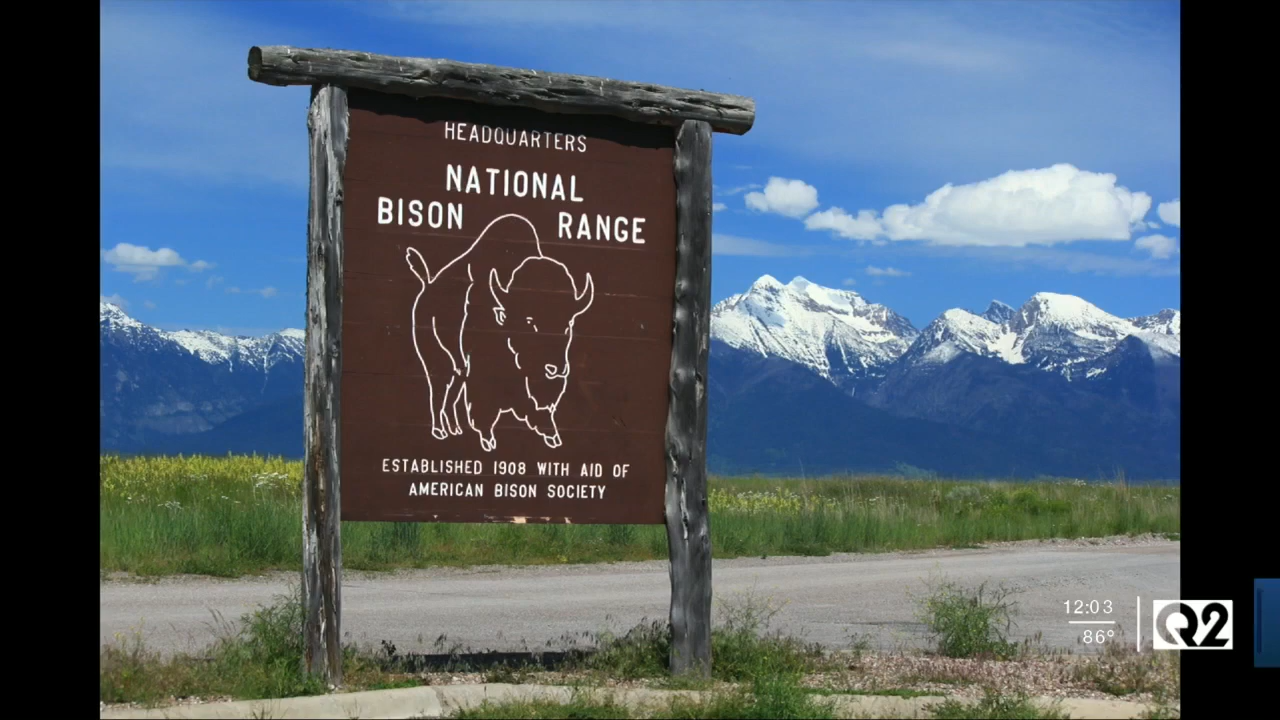 HEADQUARTERS
NATIONAL
BISON RANGE
ESTABLISHED 1908 WITH AID OF
AMERICAN BISON SOCIETY
12:03
86°
Q2